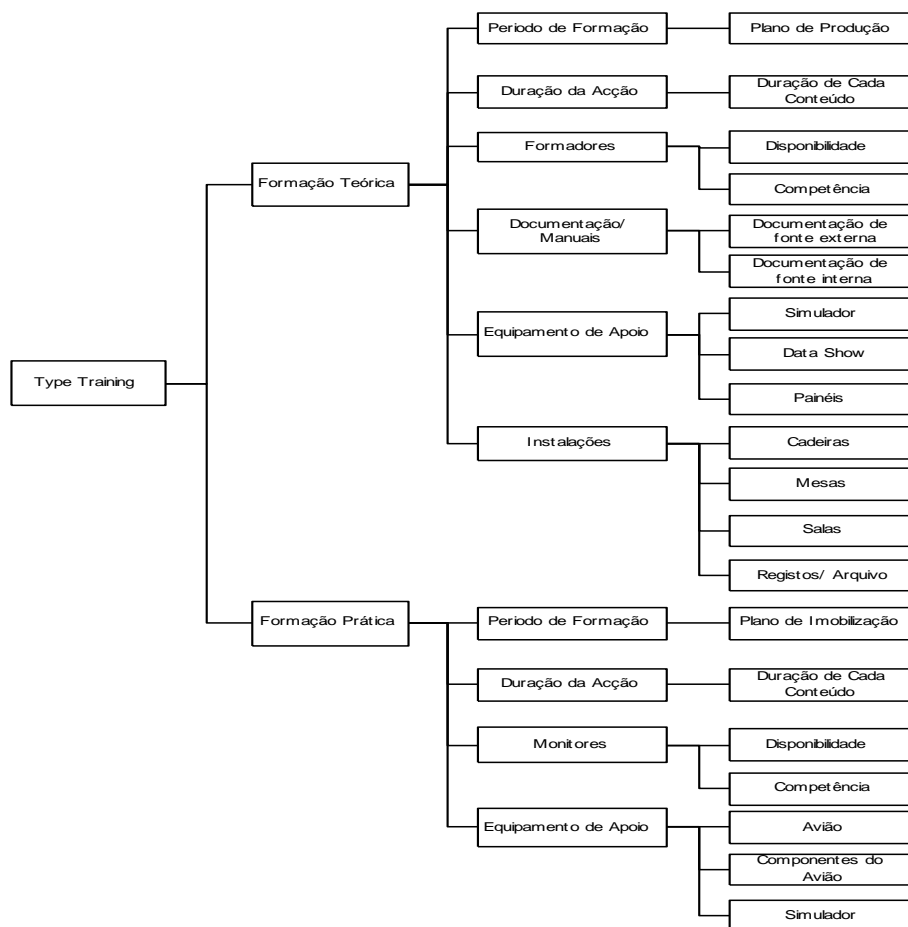 Periodo de Formação
Plano de Produção
Duração da Acção
Duração de Cada
Conteúdo
Formadores
Disponibilidade
Formação Teórica
Competência
Documentação/
Manuais
Documentação de
fonte externa
Documentação de
fonte interna
Equipamento de Apoio
Simulador
Data Show
Painéis
Type Training
Instalações
Cadeiras
Mesas
Salas
Registos/ Arquivo
Formação Prática
Periodo de Formação
Plano de Imobilização
Duração da Acção
Duração de Cada
Conteúdo
Monitores
Disponibilidade
Competência
Equipamento de Apoio
Avião
Componentes do
Avião
Simulador